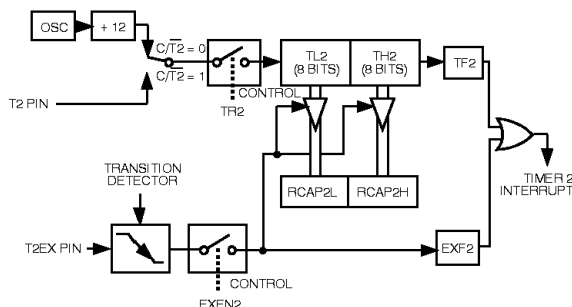 OSC
÷ 12
C/T2 = 0
C/T2 = 1
T2 PIN
CONTROL
TR2
TL2
(8 BITS)
TH2
(8 BITS)
TF2
RCAP2L
RCAP2H
TIMER 2
INTERRUPT
TRANSITION
DETECTOR
T2EX PIN
CONTROL
EXEN2
EXF2